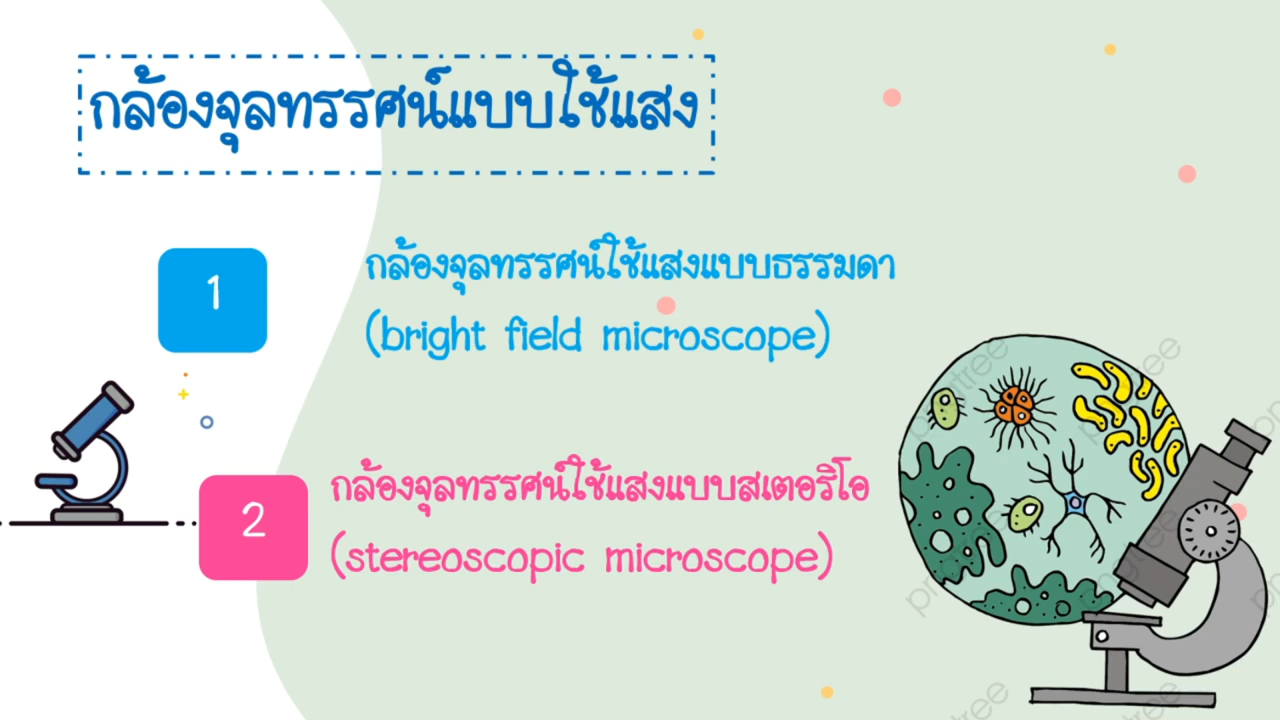 กล้องจุลทรรศน์แบบใช้แสง
1
กล้องจุลทรรศน์ใช้แสงแบบธรรมดา
(bright field microscope)
2
กล้องจุลทรรศน์ใช้แสงแบบสเตอริโอ
(stereoscopic microscope)
pngtree